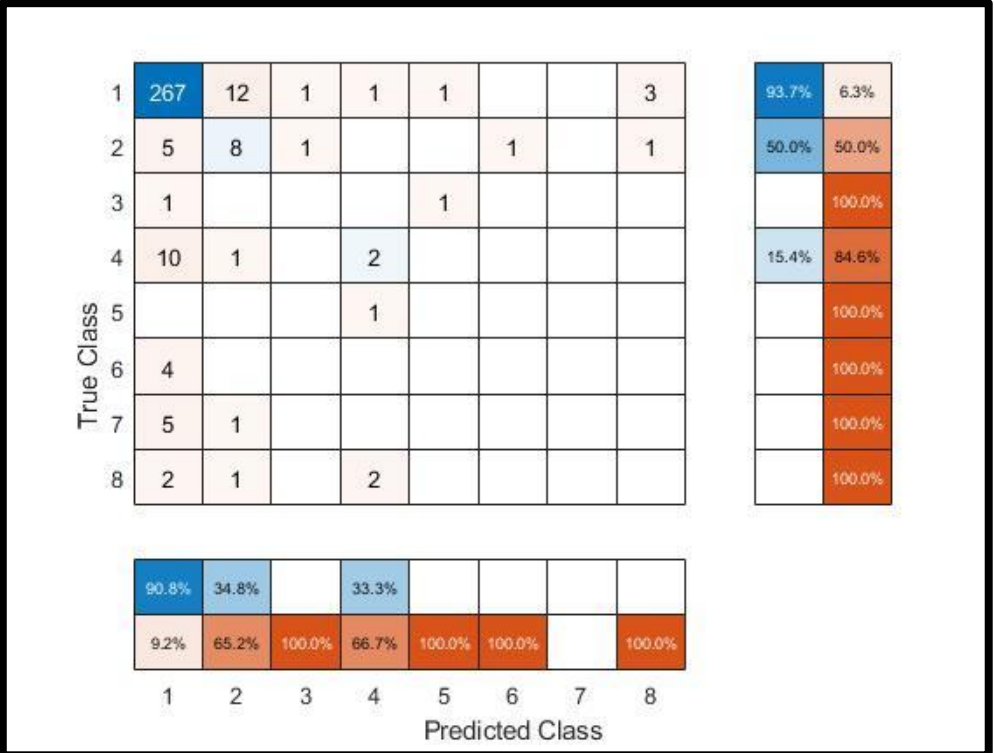 1 267 12 1 1 1 3 93.7% 6.3%
2 5 8 1 1 1 50.0% 50.0%
3 1 1 100.0%
4 10 1 2 15.4% 84.6%
5 1 100.0%
6 4 100.0%
7 5 1 100.0%
8 2 1 2 100.0%
True Class
90.8% 34.8% 33.3%
9.2% 65.2% 100.0% 66.7% 100.0% 100.0% 100.0%
1 2 3 4 5 6 7 8
Predicted Class